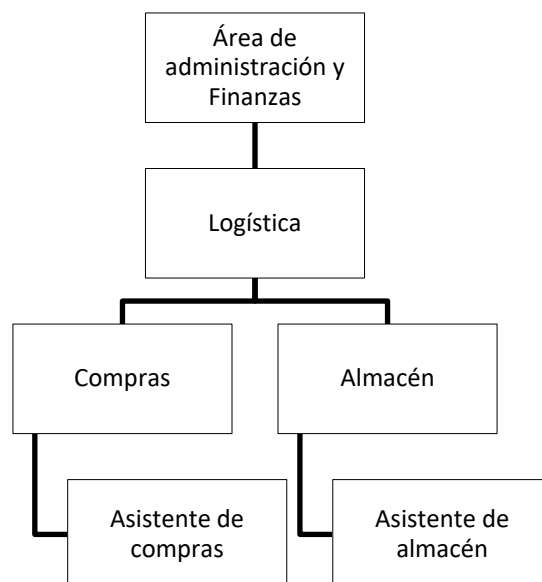 Área de
administración y
Finanzas
Logística
Compras
Almacén
Asistente de
compras
Asistente de
almacén